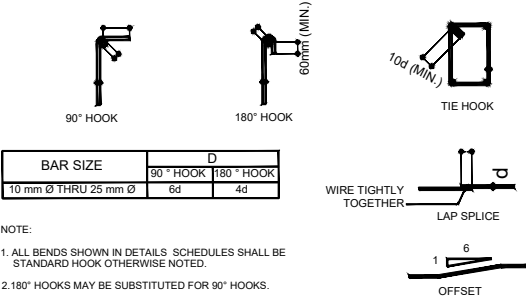 60mm (MIN.)
10d (MIN.)
90° HOOK
180° HOOK
TIE HOOK
BAR SIZE
D
90 ° HOOK
180 ° HOOK
10 mm Ø THRU 25 mm Ø
6d
4d
d
WIRE TIGHTLY
TOGETHER
LAP SPLICE
NOTE:
1. ALL BENDS SHOWN IN DETAILS SCHEDULES SHALL BE
STANDARD HOOK OTHERWISE NOTED.
2.180° HOOKS MAY BE SUBSTITUTED FOR 90° HOOKS.
6
1
OFFSET